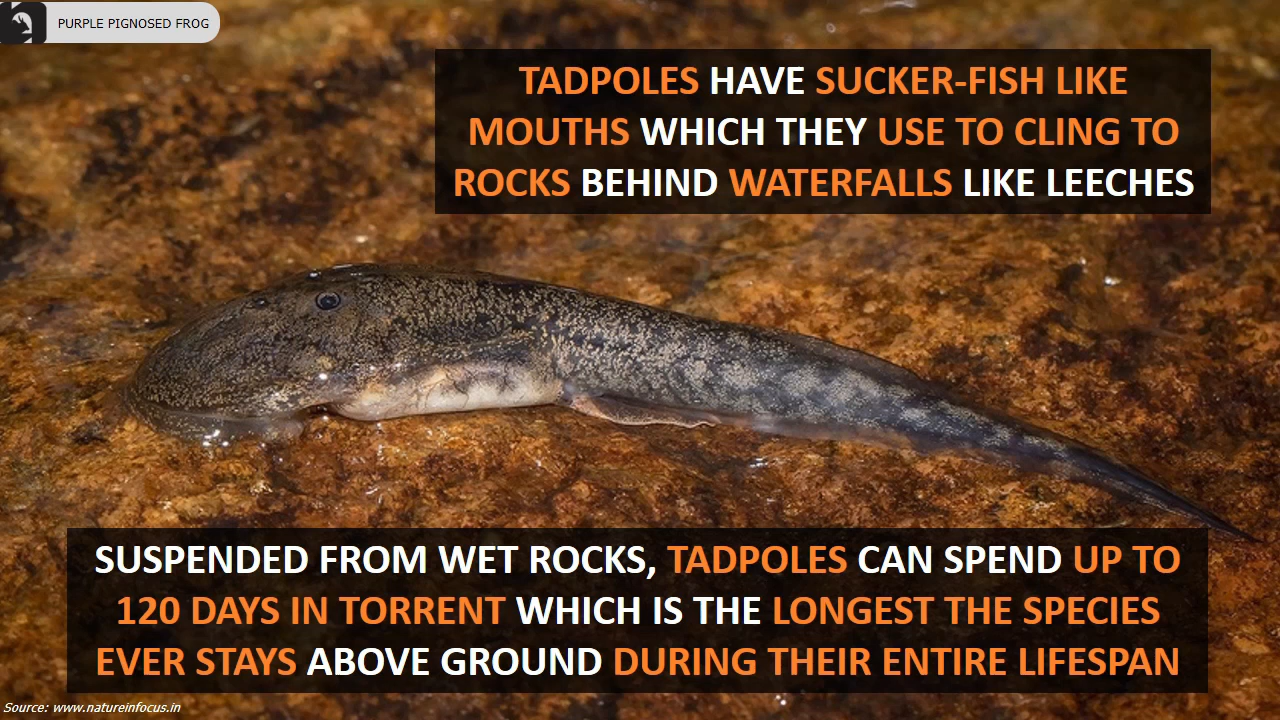 PURPLE PIGNOSED FROG
TADPOLES HAVE SUCKER-FISH LIKE
MOUTHS WHICH THEY USE TO CLING TO
ROCKS BEHIND WATERFALLS LIKE LEECHES
SUSPENDED FROM WET ROCKS, TADPOLES CAN SPEND UP TO
120 DAYS IN TORRENT WHICH IS THE LONGEST THE SPECIES
EVER STAYS ABOVE GROUND DURING THEIR ENTIRE LIFESPAN
Source: www.natureinfocus.in